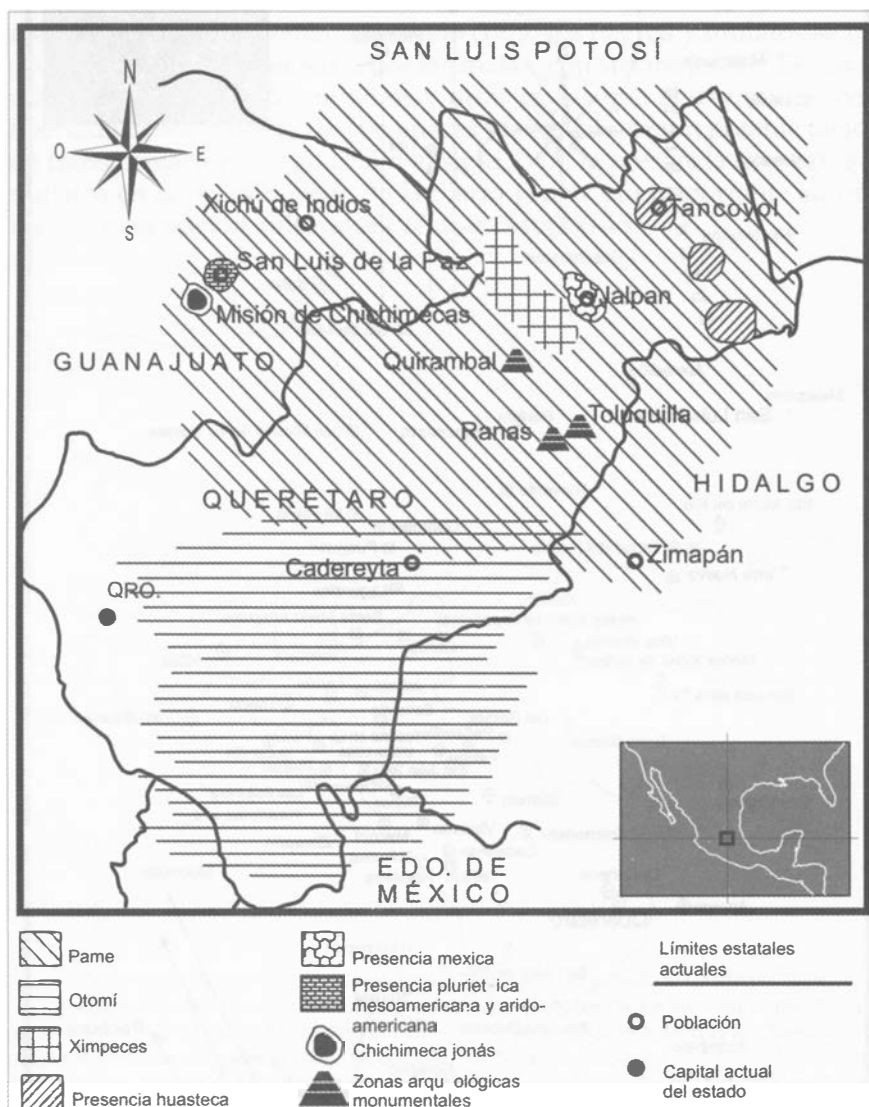 SAN LUIS POTOSÍ
N
O
E
S
Xichú de Indios
Tancoyol
San Luis de la Paz
Jalpan
Misión de Chichimecas
GUANAJUATO
Quirambal
Toluquilla
Ranas
HIDALGO
QUERÉTARO
Cadereyta
Zimapán
QRO.
EDO. DE
MÉXICO
Pame
Otomí
Ximpeces
Presencia huasteca
Presencia mexica
Presencia pluriet ica
mesoamericana y arido-
americana
Chichimeca jonás
Zonas arqu ológicas
monumentales
Límites estatales
actuales
Población
Capital actual
del estado